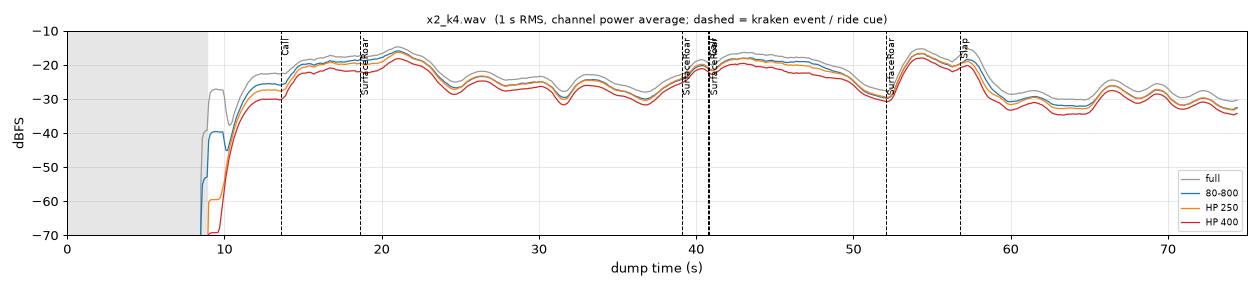 x2_k4.wav  (1 s RMS, channel power average; dashed = kraken event / ride cue)
dBFS
−10
−20
−30
−40
−50
−60
−70
Call
SurfaceRoar
SurfaceRoar
SurfaceRoar
Slap
full
80-800
HP 250
HP 400
0
10
20
30
40
50
60
70
dump time (s)